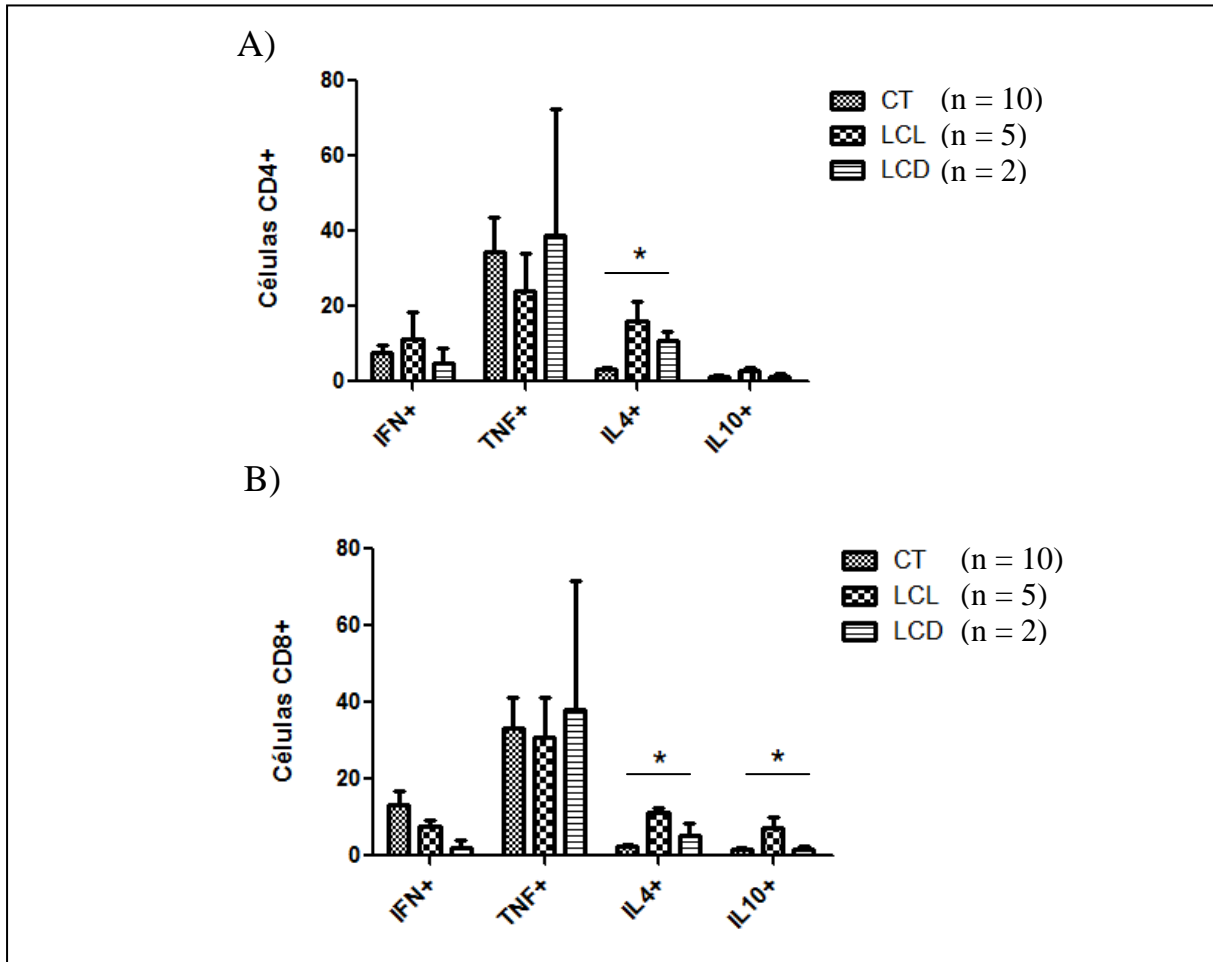 A)
80
60
40
20
0
Células CD4+
CT (n = 10)
LCL (n = 5)
LCD (n = 2)
*
IFN+
TNF+
IL4+
IL10+
B)
80
60
40
20
0
Células CD8+
CT (n = 10)
LCL (n = 5)
LCD (n = 2)
*
*
IFN+
TNF+
IL4+
IL10+